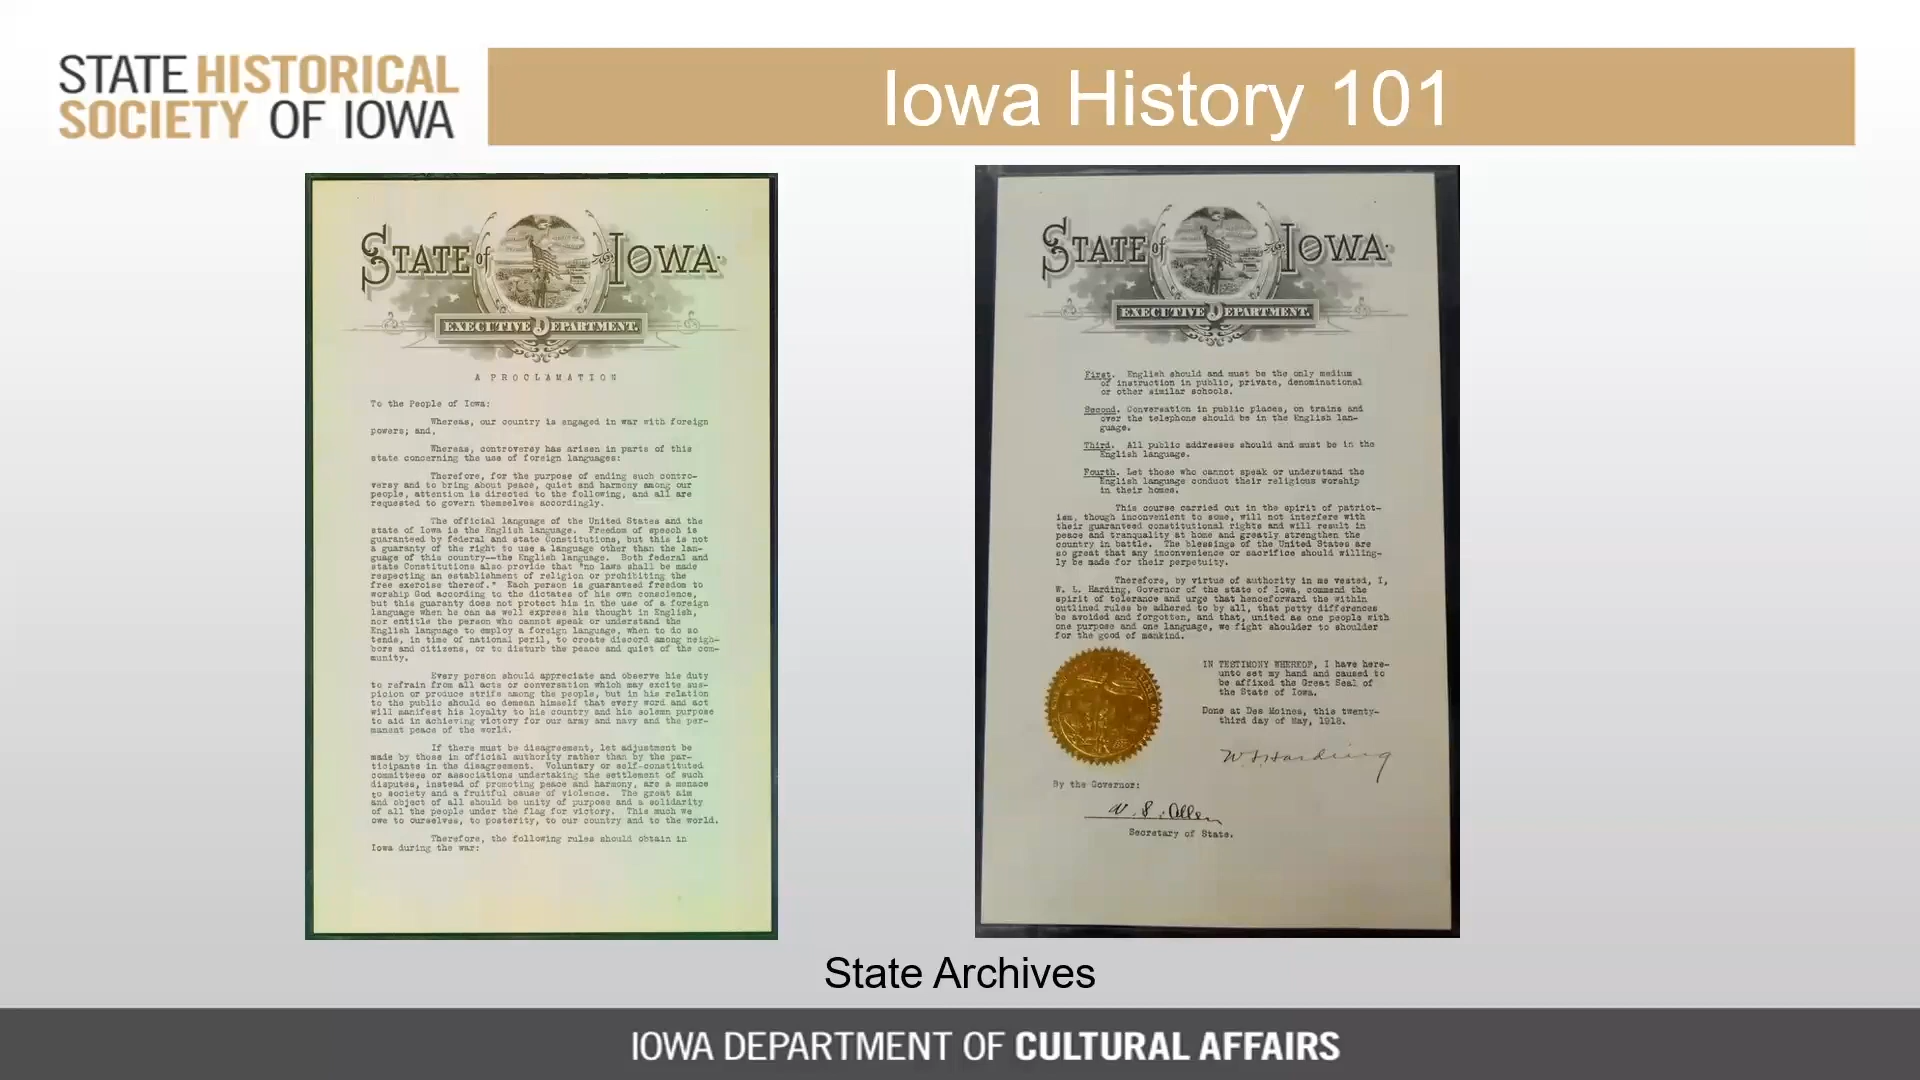 STATE HISTORICAL
SOCIETY OF IOWA
Iowa History 101
STATE of IOWA.
EXECUTIVE DEPARTMENT.
A PROCLAMATION
To the People of Iowa:
Whereas, our country is engaged in war with foreign
powers; and,
Whereas, controversy has arisen in parts of this
state concerning the use of foreign languages:
Therefore, for the purpose of ending such contro-
versy and to bring about peace, quiet and harmony among our
people, attention is directed to the following, and all are
requested to govern themselves accordingly.
The official language of the United States and the
state of Iowa is the English language. Freedom of speech is
guaranteed by federal and state Constitutions, but this is not
a guaranty of the right to use a language other than the lan-
guage of this country--the English language. Both federal and
state Constitutions also provide that "no laws shall be made
respecting an establishment of religion or prohibiting the
free exercise thereof." Each person is guaranteed freedom to
worship God according to the dictates of his own conscience,
but this guaranty does not protect him in the use of a foreign
language when he can as well express his thought in English,
nor entitle the person who cannot speak or understand the
English language to employ a foreign language, when to do so
tends, in time of national peril, to create discord among neigh-
bors and citizens, or to disturb the peace and quiet of the com-
munity.
Every person should appreciate and observe his duty
to refrain from all acts or conversation which may excite sus-
picion or produce strife among the people, but in his relation
to the public should so demean himself that every word and act
will manifest his loyalty to his country and his solemn purpose
to aid in achieving victory for our army and navy and the per-
manent peace of the world.
If there must be disagreement, let adjustment be
made by those in official authority rather than by the par-
ticipants in the disagreement. Voluntary or self-constituted
committees or associations undertaking the settlement of such
disputes, instead of promoting peace and harmony, are a menace
to society and a fruitful cause of violence. The great aim
and object of all should be unity of purpose and a solidarity
of all the people under the flag for victory. This much we
owe to ourselves, to posterity, to our country and to the world.
Therefore, the following rules should obtain in
Iowa during the war:
STATE of IOWA.
EXECUTIVE DEPARTMENT.
First. English should and must be the only medium
of instruction in public, private, denominational
or other similar schools.
Second. Conversation in public places, on trains and
over the telephone should be in the English lan-
guage.
Third. All public addresses should and must be in the
English language.
Fourth. Let those who cannot speak or understand the
English language conduct their religious worship
in their homes.
This course carried out in the spirit of patriot-
ism, though inconvenient to some, will not interfere with
their guaranteed constitutional rights and will result in
peace and tranquality at home and greatly strengthen the
country in battle. The blessings of the United States are
so great that any inconvenience or sacrifice should willing-
ly be made for their perpetuity.
Therefore, by virtue of authority in me vested, I,
W. L. Harding, Governor of the state of Iowa, commend the
spirit of tolerance and urge that henceforward the within
outlined rules be adhered to by all, that petty differences
be avoided and forgotten, and that, united as one people with
one purpose and one language, we fight shoulder to shoulder
for the good of mankind.
IN TESTIMONY WHEREOF, I have here-
unto set my hand and caused to
be affixed the Great Seal of
the State of Iowa.
Done at Des Moines, this twenty-
third day of May, 1918.
W L Harding
By the Governor:
W. S. Allen
Secretary of State.
State Archives
IOWA DEPARTMENT OF CULTURAL AFFAIRS